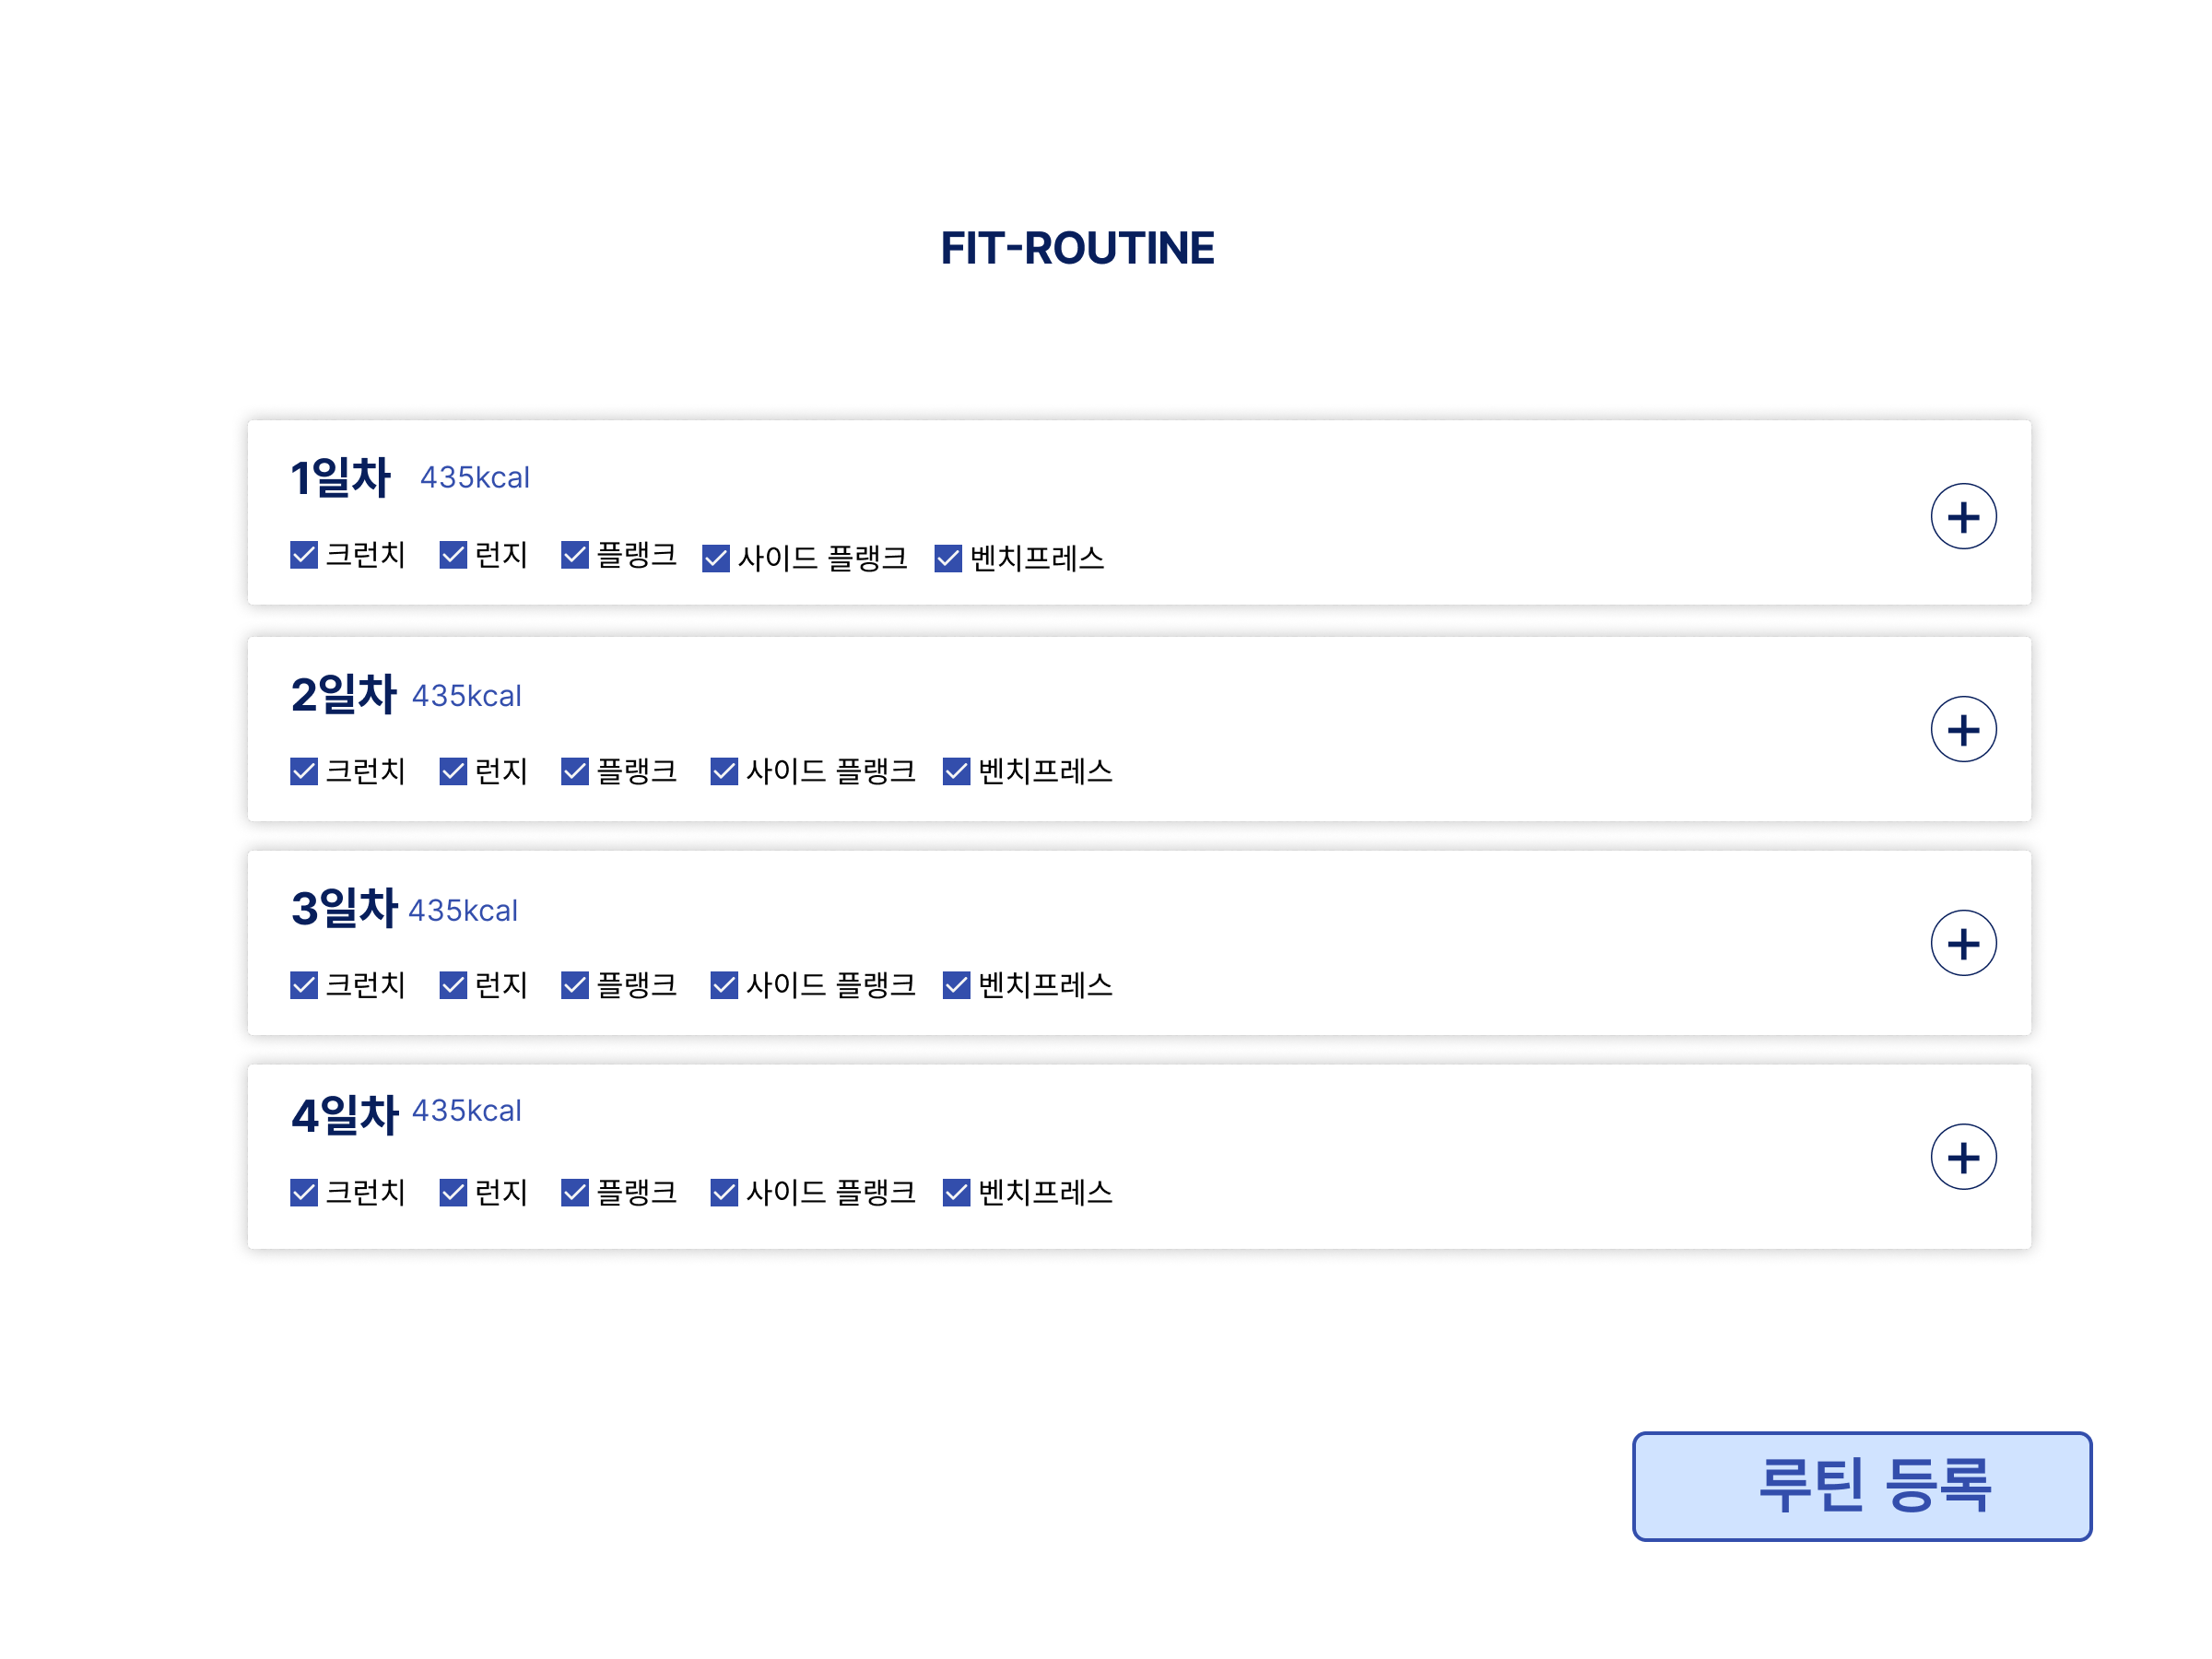 FIT-ROUTINE
1일차 435kcal
크런치 런지 플랭크 사이드 플랭크 벤치프레스
2일차 435kcal
크런치 런지 플랭크 사이드 플랭크 벤치프레스
3일차 435kcal
크런치 런지 플랭크 사이드 플랭크 벤치프레스
4일차 435kcal
크런치 런지 플랭크 사이드 플랭크 벤치프레스
루틴 등록